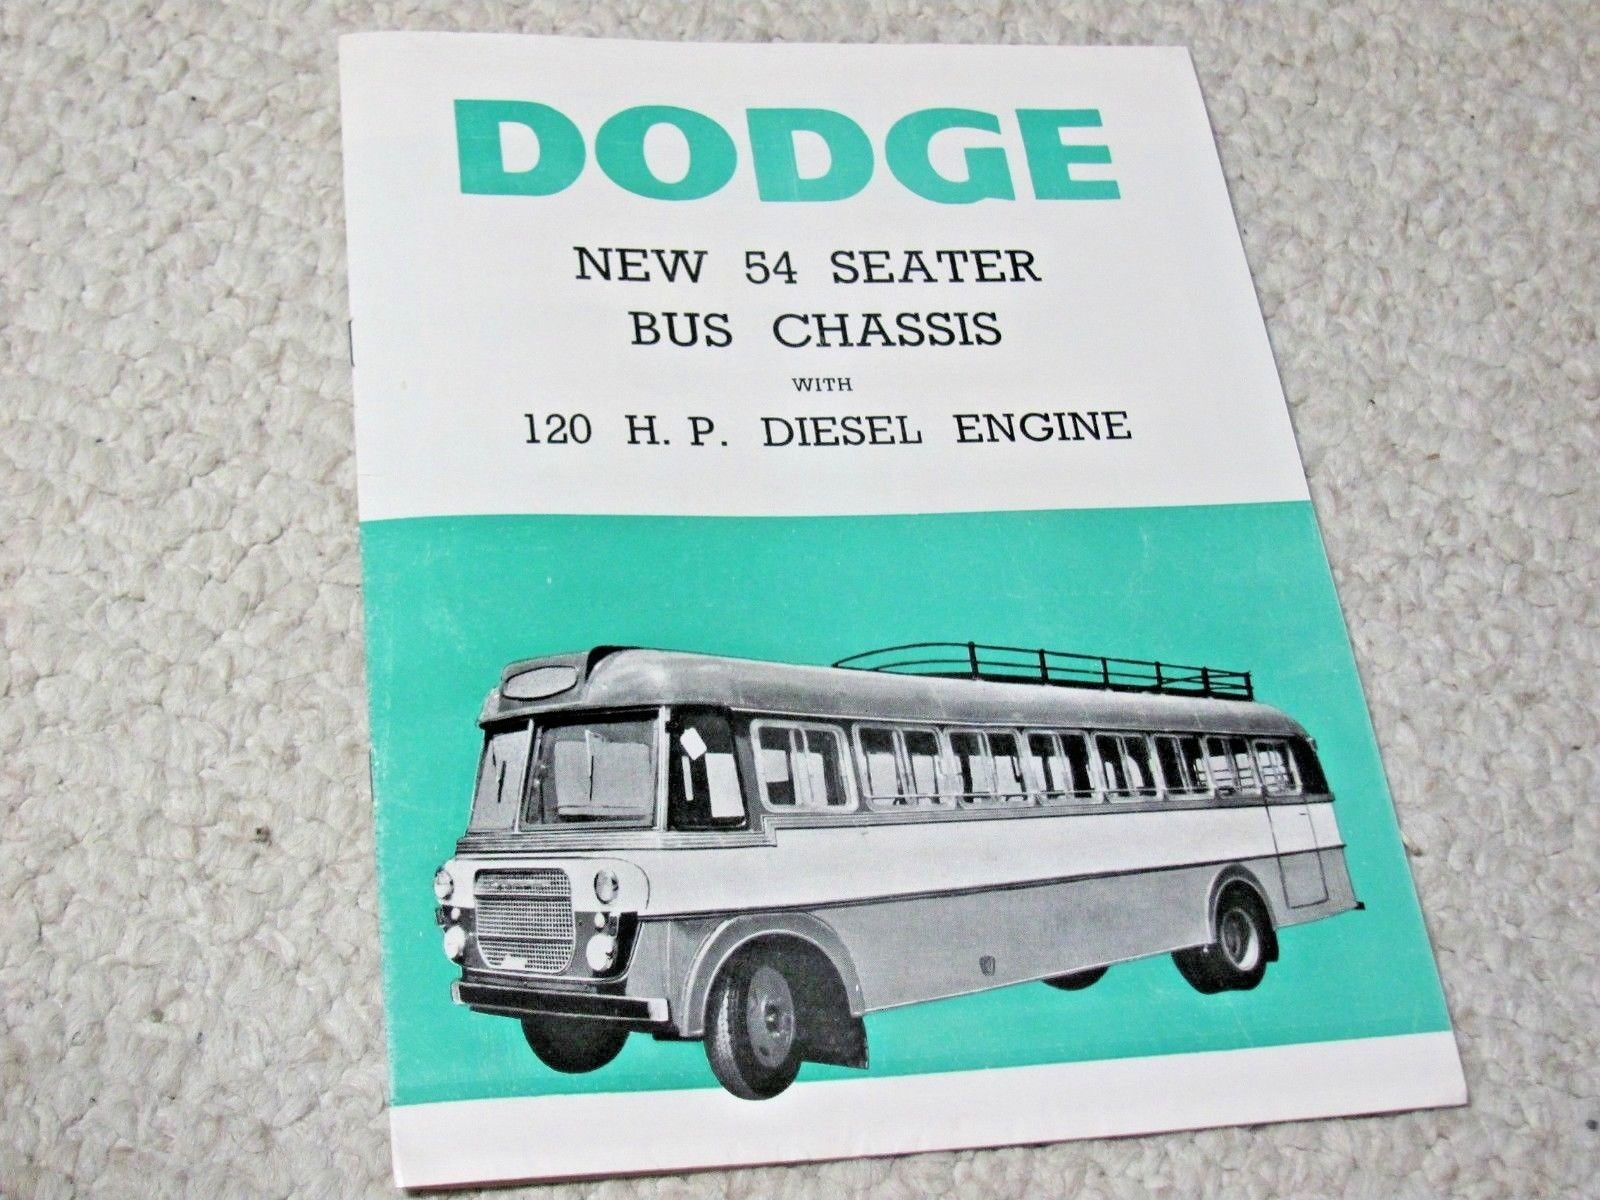 DODGE
NEW 54 SEATER
BUS CHASSIS
WITH
120 H. P. DIESEL ENGINE